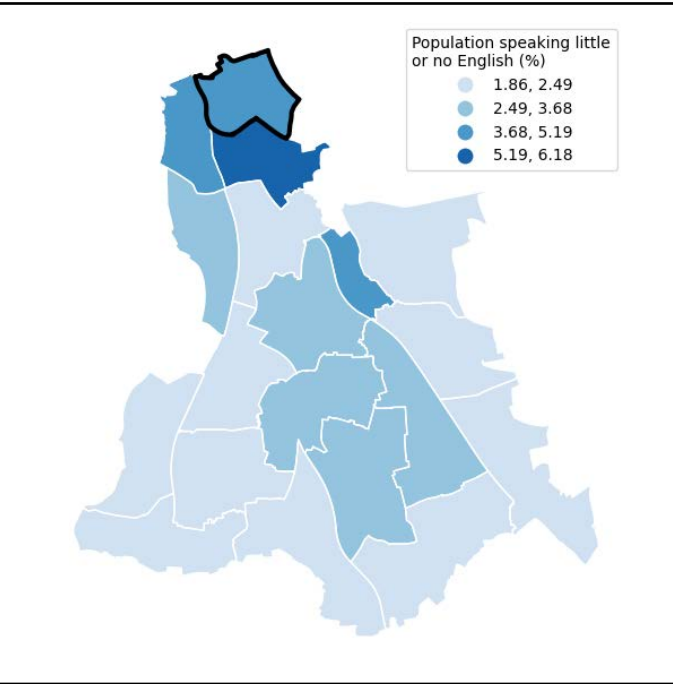 Population speaking little
or no English (%)
1.86, 2.49
2.49, 3.68
3.68, 5.19
5.19, 6.18